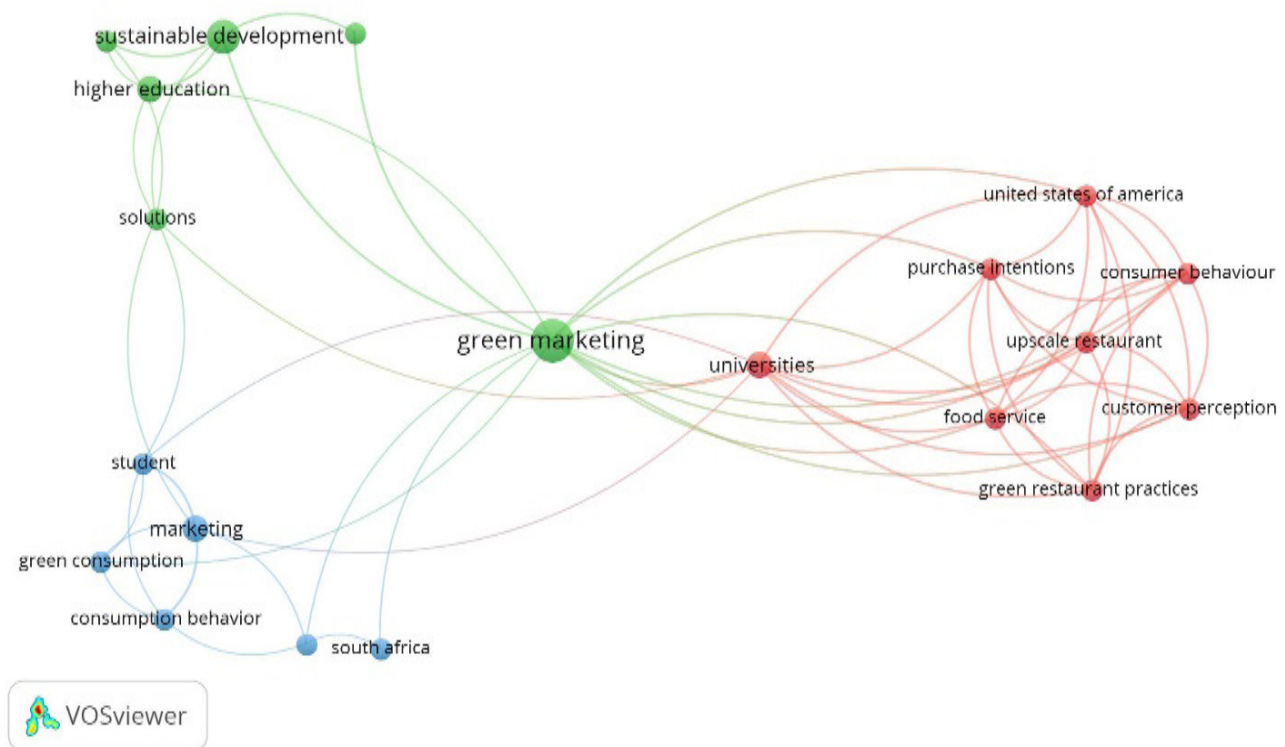 sustainable development
higher education
solutions
green marketing
universities
united states of america
purchase intentions
consumer behaviour
upscale restaurant
food service
customer perception
green restaurant practices
student
marketing
green consumption
consumption behavior
south africa
VOSviewer